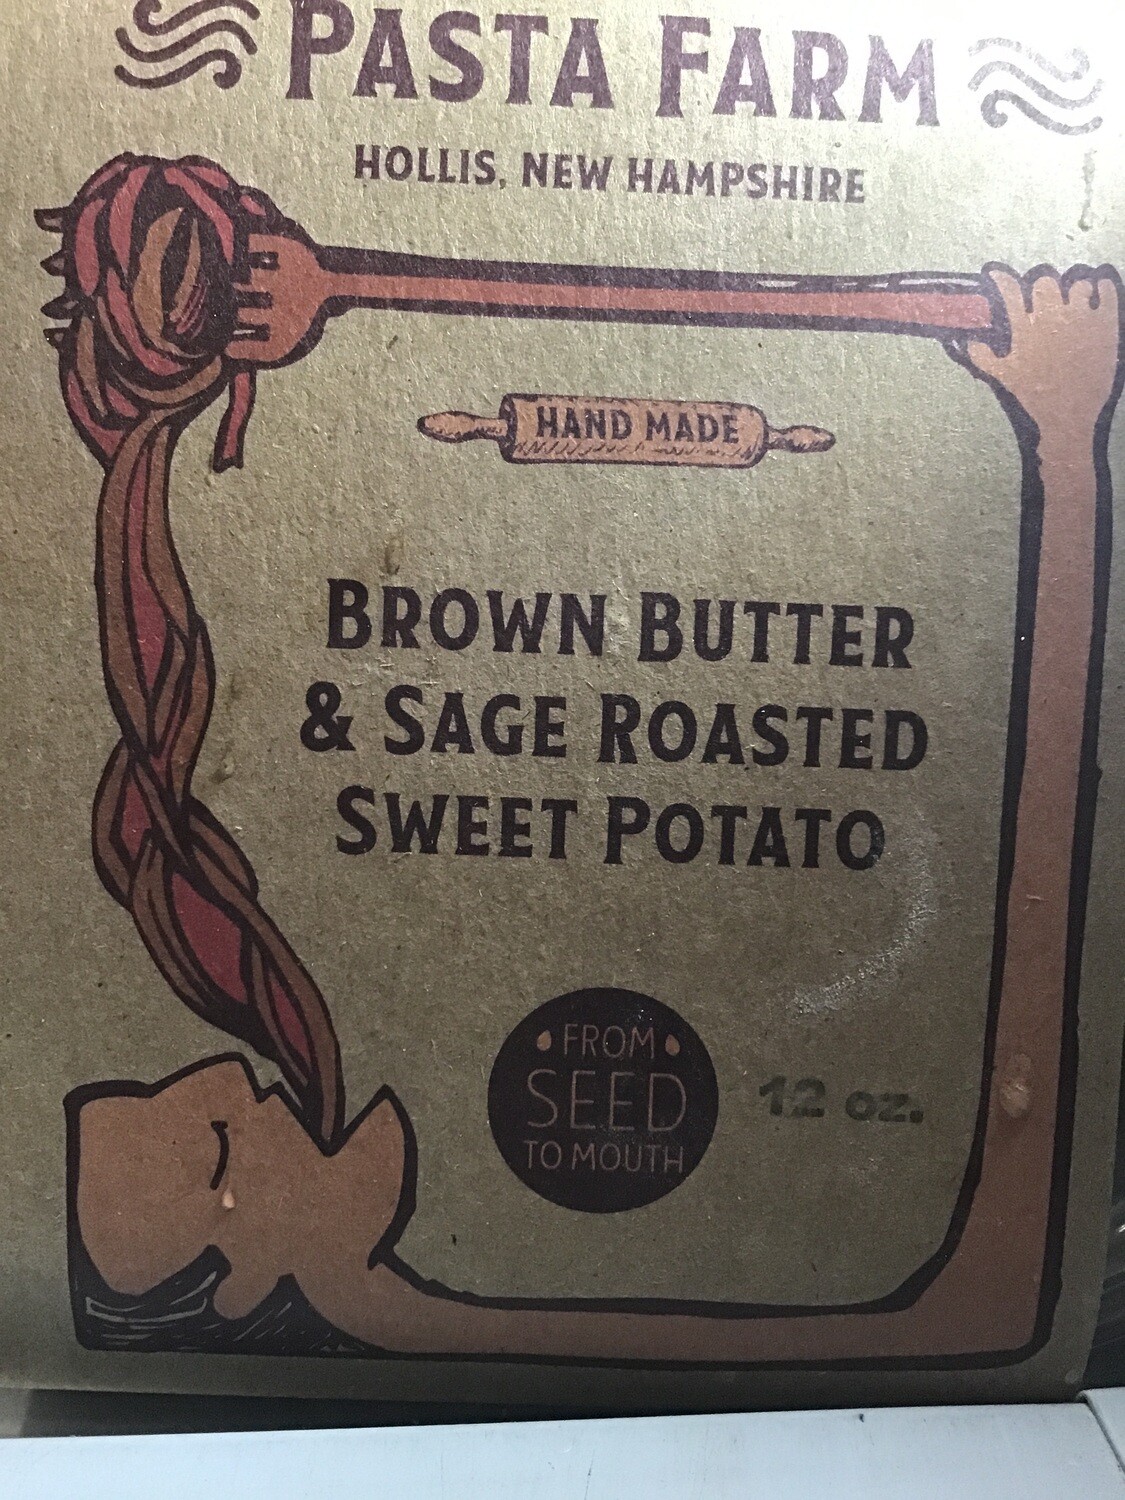 PASTA FARM
HOLLIS, NEW HAMPSHIRE
HAND MADE
BROWN BUTTER
& SAGE ROASTED
SWEET POTATO
FROM
SEED
TO MOUTH
12 oz.